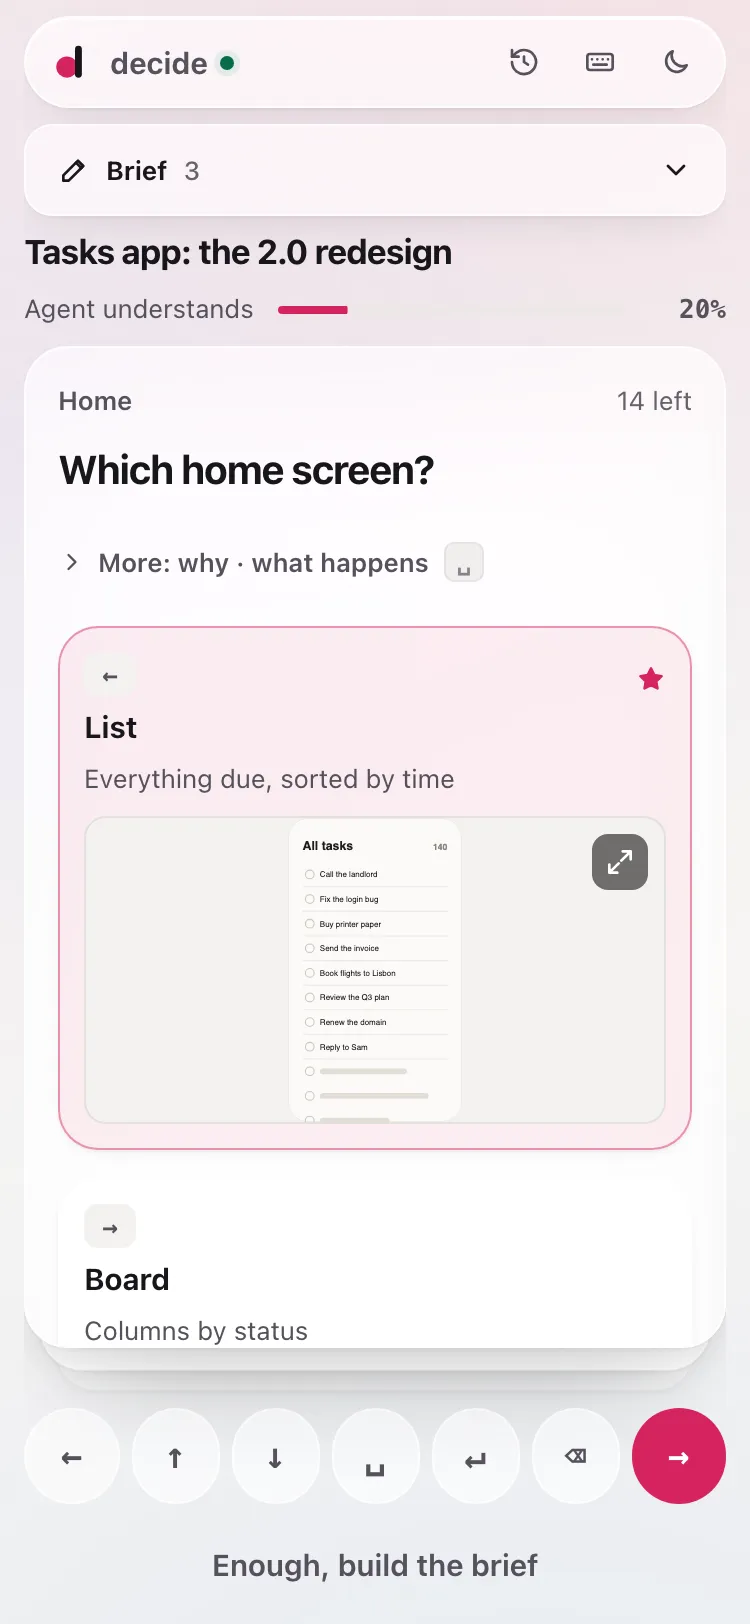 decide
Brief 3
Tasks app: the 2.0 redesign
Agent understands 20%
Home 14 left
Which home screen?
More: why · what happens ␣
←
List
Everything due, sorted by time
All tasks 140
Call the landlord
Fix the login bug
Buy printer paper
Send the invoice
Book flights to Lisbon
Review the Q3 plan
Renew the domain
Reply to Sam
→
Board
Columns by status
← ↑ ↓ ␣ ↵ ⌫ →
Enough, build the brief